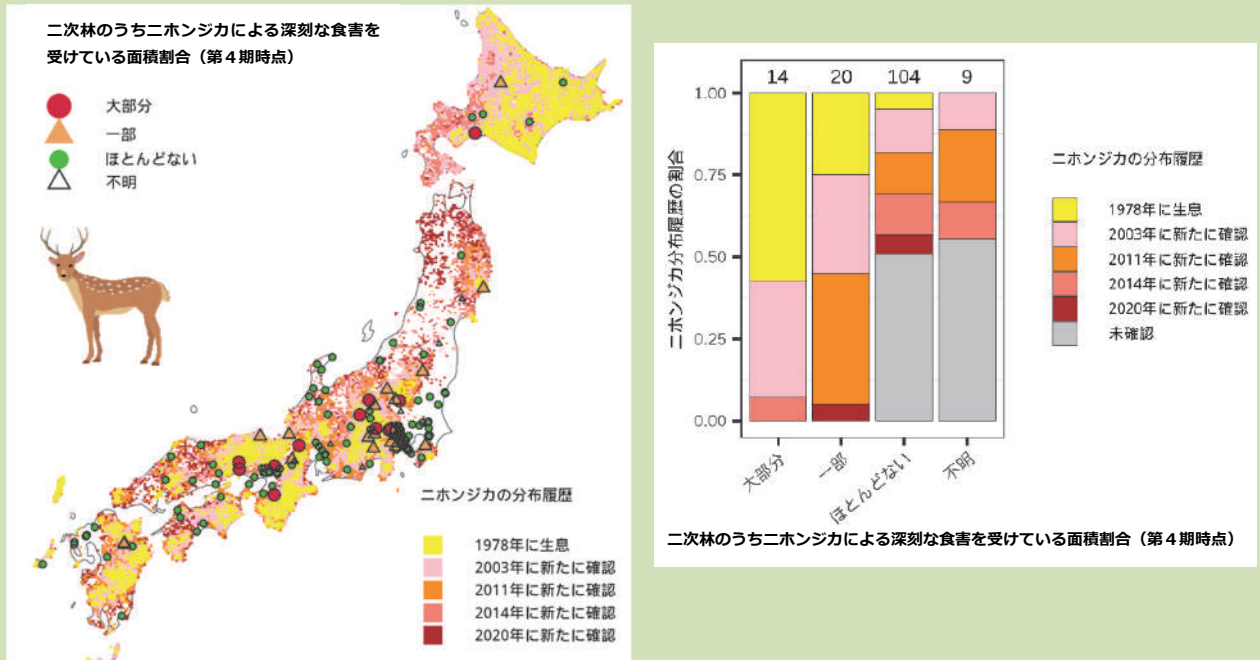 二次林のうちニホンジカによる深刻な食害を
受けている面積割合（第４期時点）
大部分
一部
ほとんどない
不明
ニホンジカの分布履歴
1978年に生息
2003年に新たに確認
2011年に新たに確認
2014年に新たに確認
2020年に新たに確認
14 20 104 9
1.00
0.75
0.50
0.25
0.00
ニホンジカ分布履歴の割合
大部分
一部
ほとんどない
不明
二次林のうちニホンジカによる深刻な食害を受けている面積割合（第４期時点）
ニホンジカの分布履歴
1978年に生息
2003年に新たに確認
2011年に新たに確認
2014年に新たに確認
2020年に新たに確認
未確認